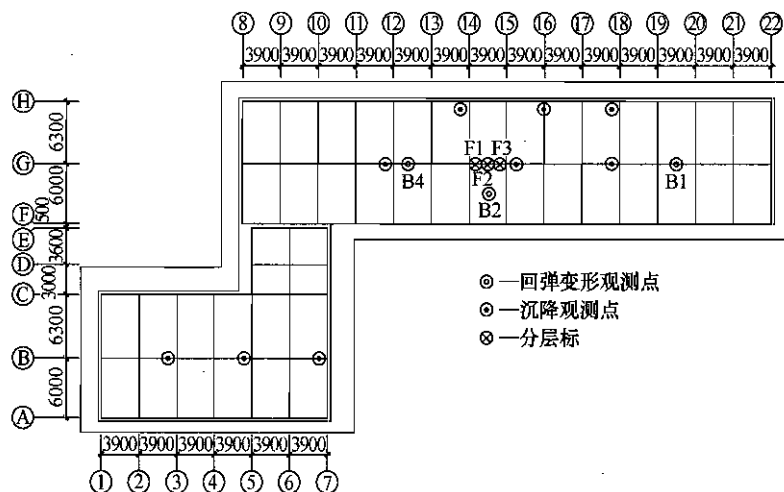 ⑧ ⑨ ⑩ ⑪ ⑫ ⑬ ⑭ ⑮ ⑯ ⑰ ⑱ ⑲ ⑳ ㉑ ㉒
3900 3900 3900 3900 3900 3900 3900 3900 3900 3900 3900 3900 3900 3900
H
6300
G
6000
F
500
E
3600
D
3000
C
6300
B
6000
A
F1 F3
F2
B4
B2
B1
◎ —回弹变形观测点
⊙ —沉降观测点
⊗ —分层标
3900 3900 3900 3900 3900 3900
① ② ③ ④ ⑤ ⑥ ⑦